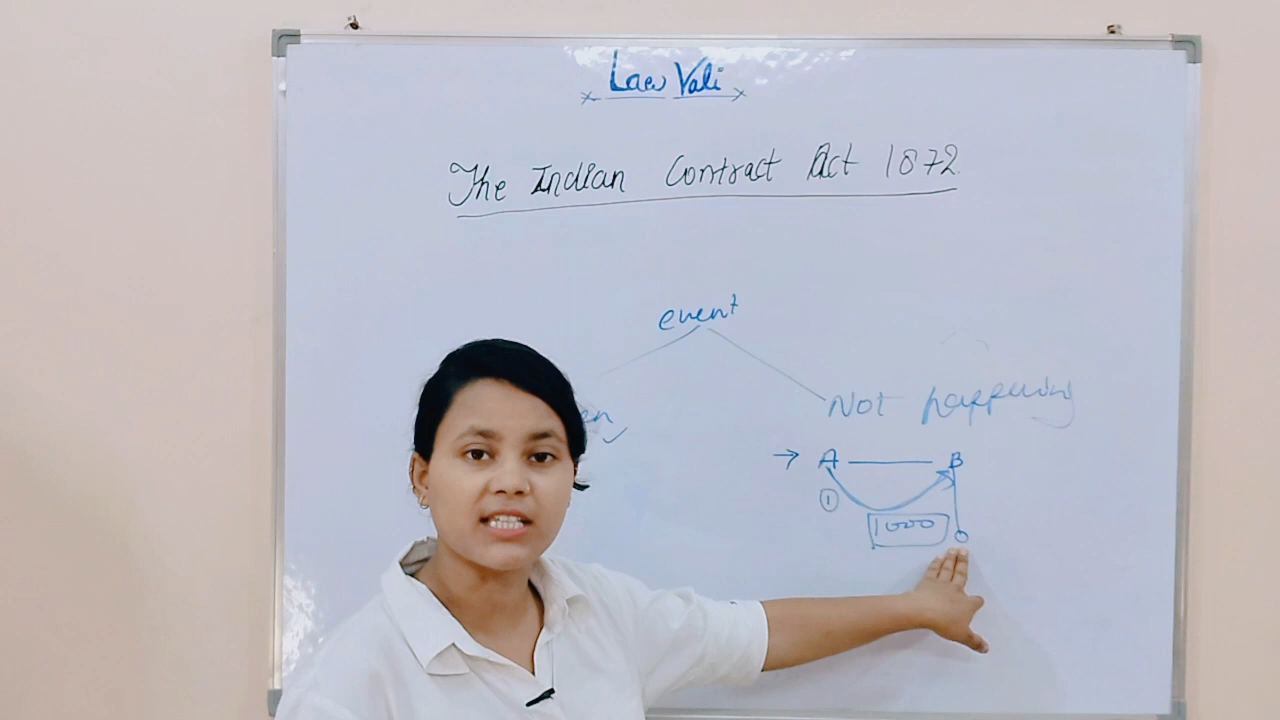 Law Vali
The Indian Contract Act 1872
event
Not happening
→ A B
1
1000